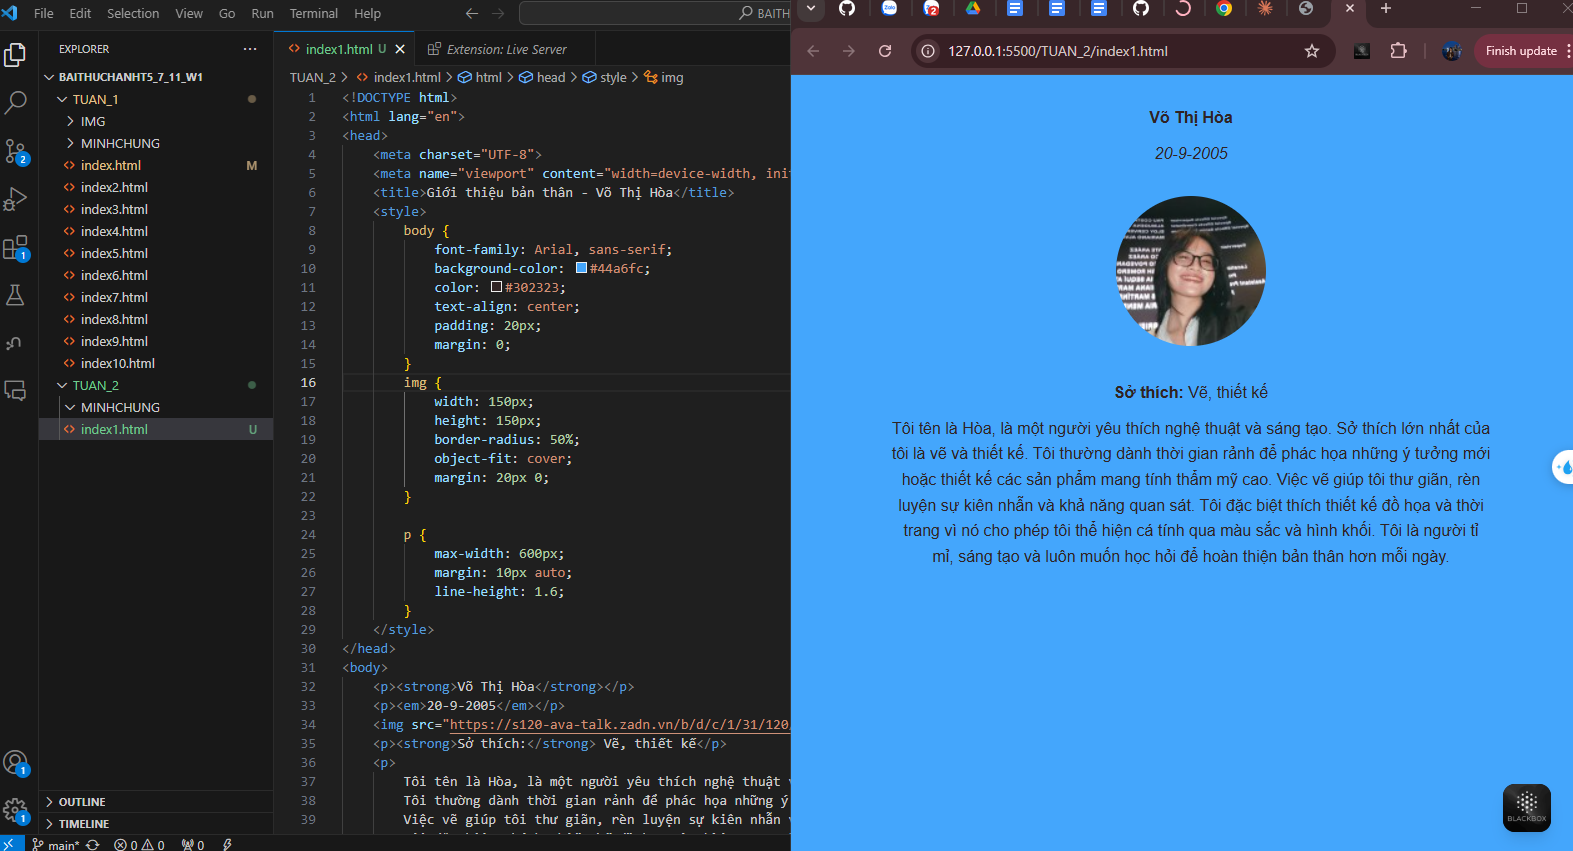 File Edit Selection View Go Run Terminal Help
BAITH
EXPLORER
BAITHUCHANHT5_7_11_W1
TUAN_1
IMG
MINHCHUNG
index.html M
index2.html
index3.html
index4.html
index5.html
index6.html
index7.html
index8.html
index9.html
index10.html
TUAN_2
MINHCHUNG
index1.html U
OUTLINE
TIMELINE
2
1
1
1
main* 0 0 0
index1.html U Extension: Live Server
TUAN_2 > index1.html > html > head > style > img
1 <!DOCTYPE html>
2 <html lang="en">
3 <head>
4 <meta charset="UTF-8">
5 <meta name="viewport" content="width=device-width, init
6 <title>Giới thiệu bản thân - Võ Thị Hòa</title>
7 <style>
8 body {
9 font-family: Arial, sans-serif;
10 background-color: #44a6fc;
11 color: #302323;
12 text-align: center;
13 padding: 20px;
14 margin: 0;
15 }
16 img {
17 width: 150px;
18 height: 150px;
19 border-radius: 50%;
20 object-fit: cover;
21 margin: 20px 0;
22 }
23
24 p {
25 max-width: 600px;
26 margin: 10px auto;
27 line-height: 1.6;
28 }
29 </style>
30 </head>
31 <body>
32 <p><strong>Võ Thị Hòa</strong></p>
33 <p><em>20-9-2005</em></p>
34 <img src="https://s120-ava-talk.zadn.vn/b/d/c/1/31/120/
35 <p><strong>Sở thích:</strong> Vẽ, thiết kế</p>
36 <p>
37 Tôi tên là Hòa, là một người yêu thích nghệ thuật v
38 Tôi thường dành thời gian rảnh để phác họa những ý
39 Việc vẽ giúp tôi thư giãn, rèn luyện sự kiên nhẫn v
Zalo
2
127.0.0.1:5500/TUAN_2/index1.html
Finish update
Võ Thị Hòa
20-9-2005
Sở thích: Vẽ, thiết kế
Tôi tên là Hòa, là một người yêu thích nghệ thuật và sáng tạo. Sở thích lớn nhất của
tôi là vẽ và thiết kế. Tôi thường dành thời gian rảnh để phác họa những ý tưởng mới
hoặc thiết kế các sản phẩm mang tính thẩm mỹ cao. Việc vẽ giúp tôi thư giãn, rèn
luyện sự kiên nhẫn và khả năng quan sát. Tôi đặc biệt thích thiết kế đồ họa và thời
trang vì nó cho phép tôi thể hiện cá tính qua màu sắc và hình khối. Tôi là người tỉ
mỉ, sáng tạo và luôn muốn học hỏi để hoàn thiện bản thân hơn mỗi ngày.
BLACKBOX